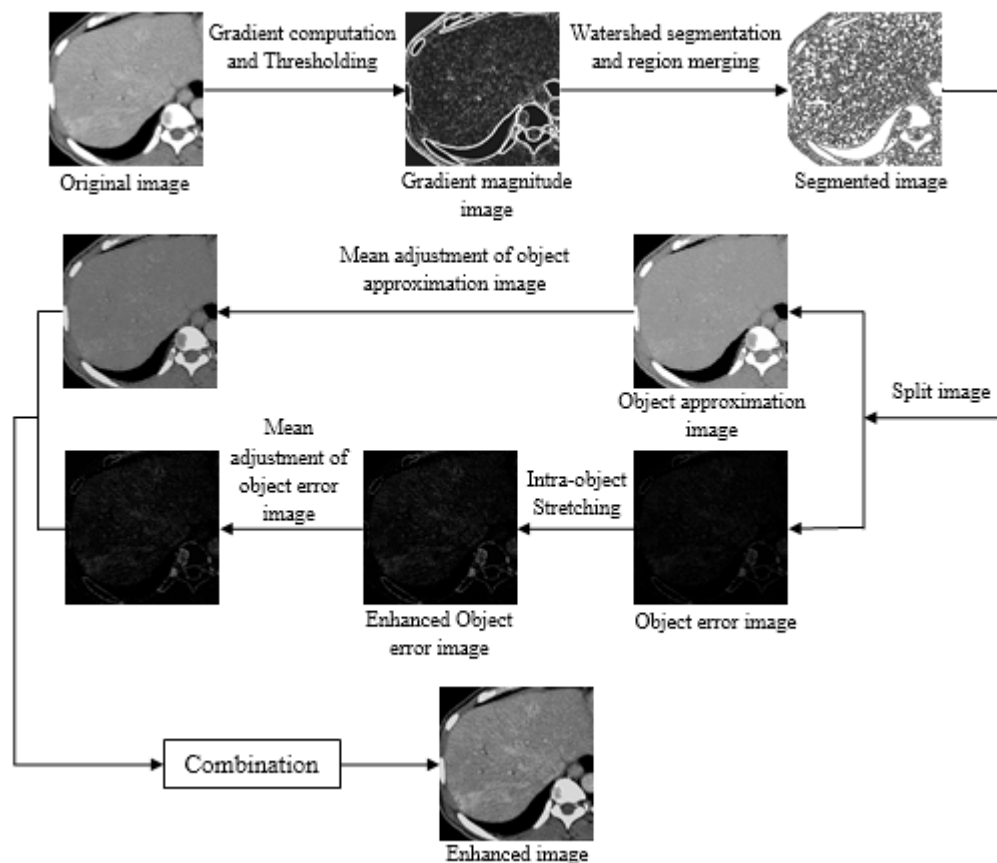 Gradient computation
and Thresholding
Watershed segmentation
and region merging
Original image
Gradient magnitude
image
Segmented image
Mean adjustment of object
approximation image
Object approximation
image
Split image
Mean
adjustment of
object error
image
Intra-object
Stretching
Enhanced Object
error image
Object error image
Combination
Enhanced image